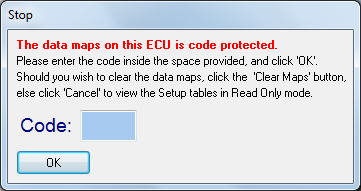 Stop
The data maps on this ECU is code protected.
Please enter the code inside the space provided, and click 'OK'.
Should you wish to clear the data maps, click the 'Clear Maps' button,
else click 'Cancel' to view the Setup tables in Read Only mode.
Code:
OK